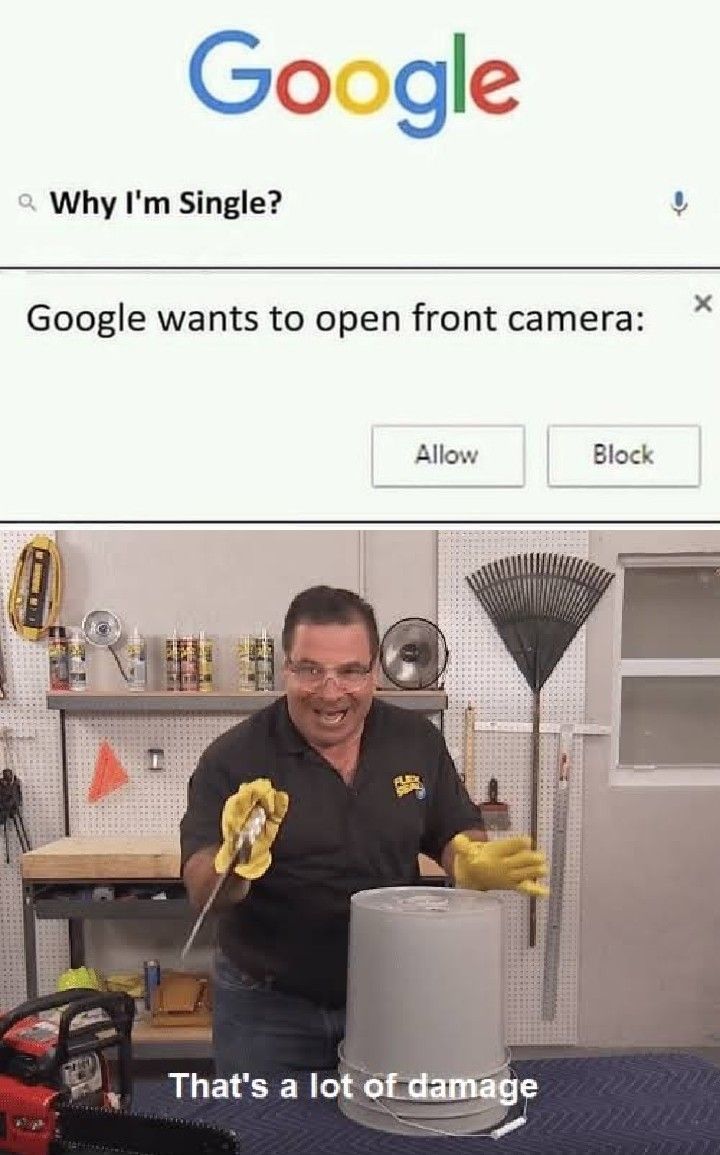 Google
Why I'm Single?
Google wants to open front camera:
Allow
Block
That's a lot of damage